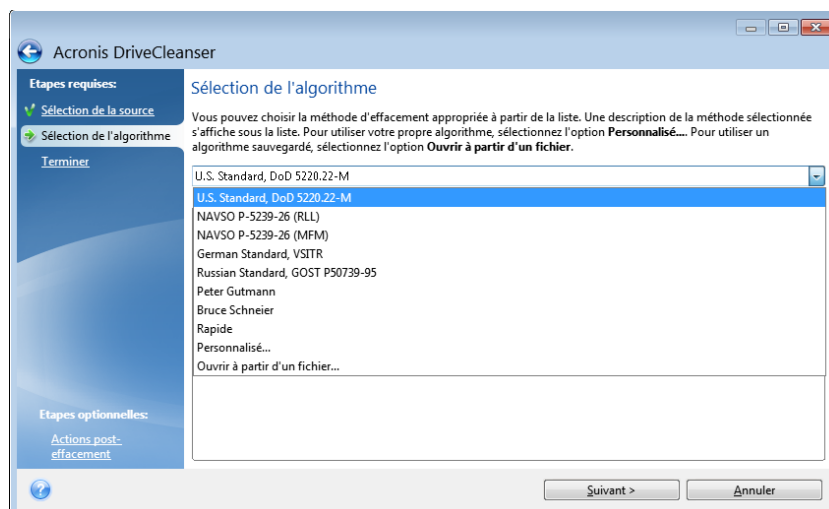 Acronis DriveCleanser
Etapes requises:
Sélection de la source
Sélection de l'algorithme
Terminer
Etapes optionnelles:
Actions post-
effacement
Sélection de l'algorithme
Vous pouvez choisir la méthode d'effacement appropriée à partir de la liste. Une description de la méthode sélectionnée
s'affiche sous la liste. Pour utiliser votre propre algorithme, sélectionnez l'option Personnalisé.... Pour utiliser un
algorithme sauvegardé, sélectionnez l'option Ouvrir à partir d'un fichier.
U.S. Standard, DoD 5220.22-M
U.S. Standard, DoD 5220.22-M
NAVSO P-5239-26 (RLL)
NAVSO P-5239-26 (MFM)
German Standard, VSITR
Russian Standard, GOST P50739-95
Peter Gutmann
Bruce Schneier
Rapide
Personnalisé...
Ouvrir à partir d'un fichier...
Suivant >
Annuler